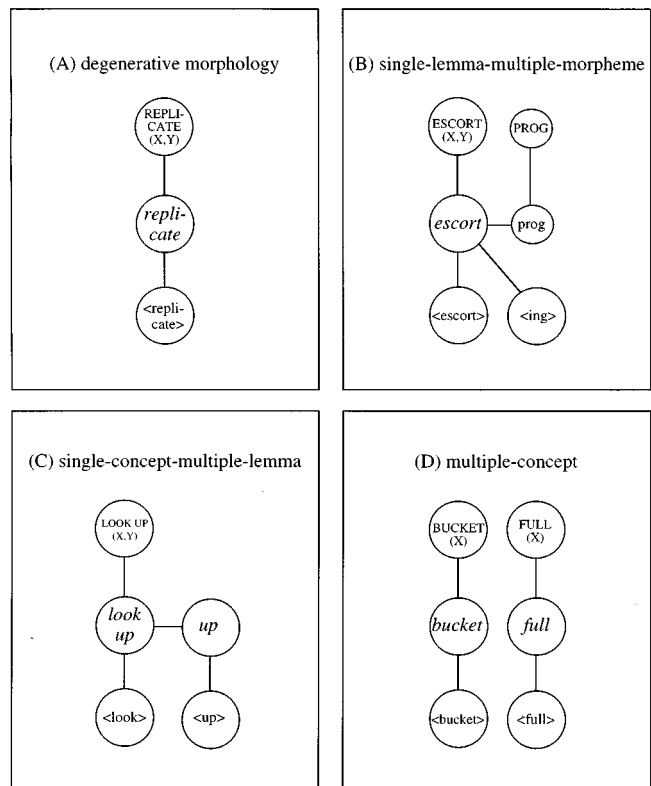 (A) degenerative morphology
REPLI-
CATE
(X,Y)
repli-
cate
<repli-
cate>
(B) single-lemma-multiple-morpheme
ESCORT
(X,Y)
PROG
escort
prog
<escort>
<ing>
(C) single-concept-multiple-lemma
LOOK UP
(X,Y)
look
up
up
<look>
<up>
(D) multiple-concept
BUCKET
(X)
FULL
(X)
bucket
full
<bucket>
<full>